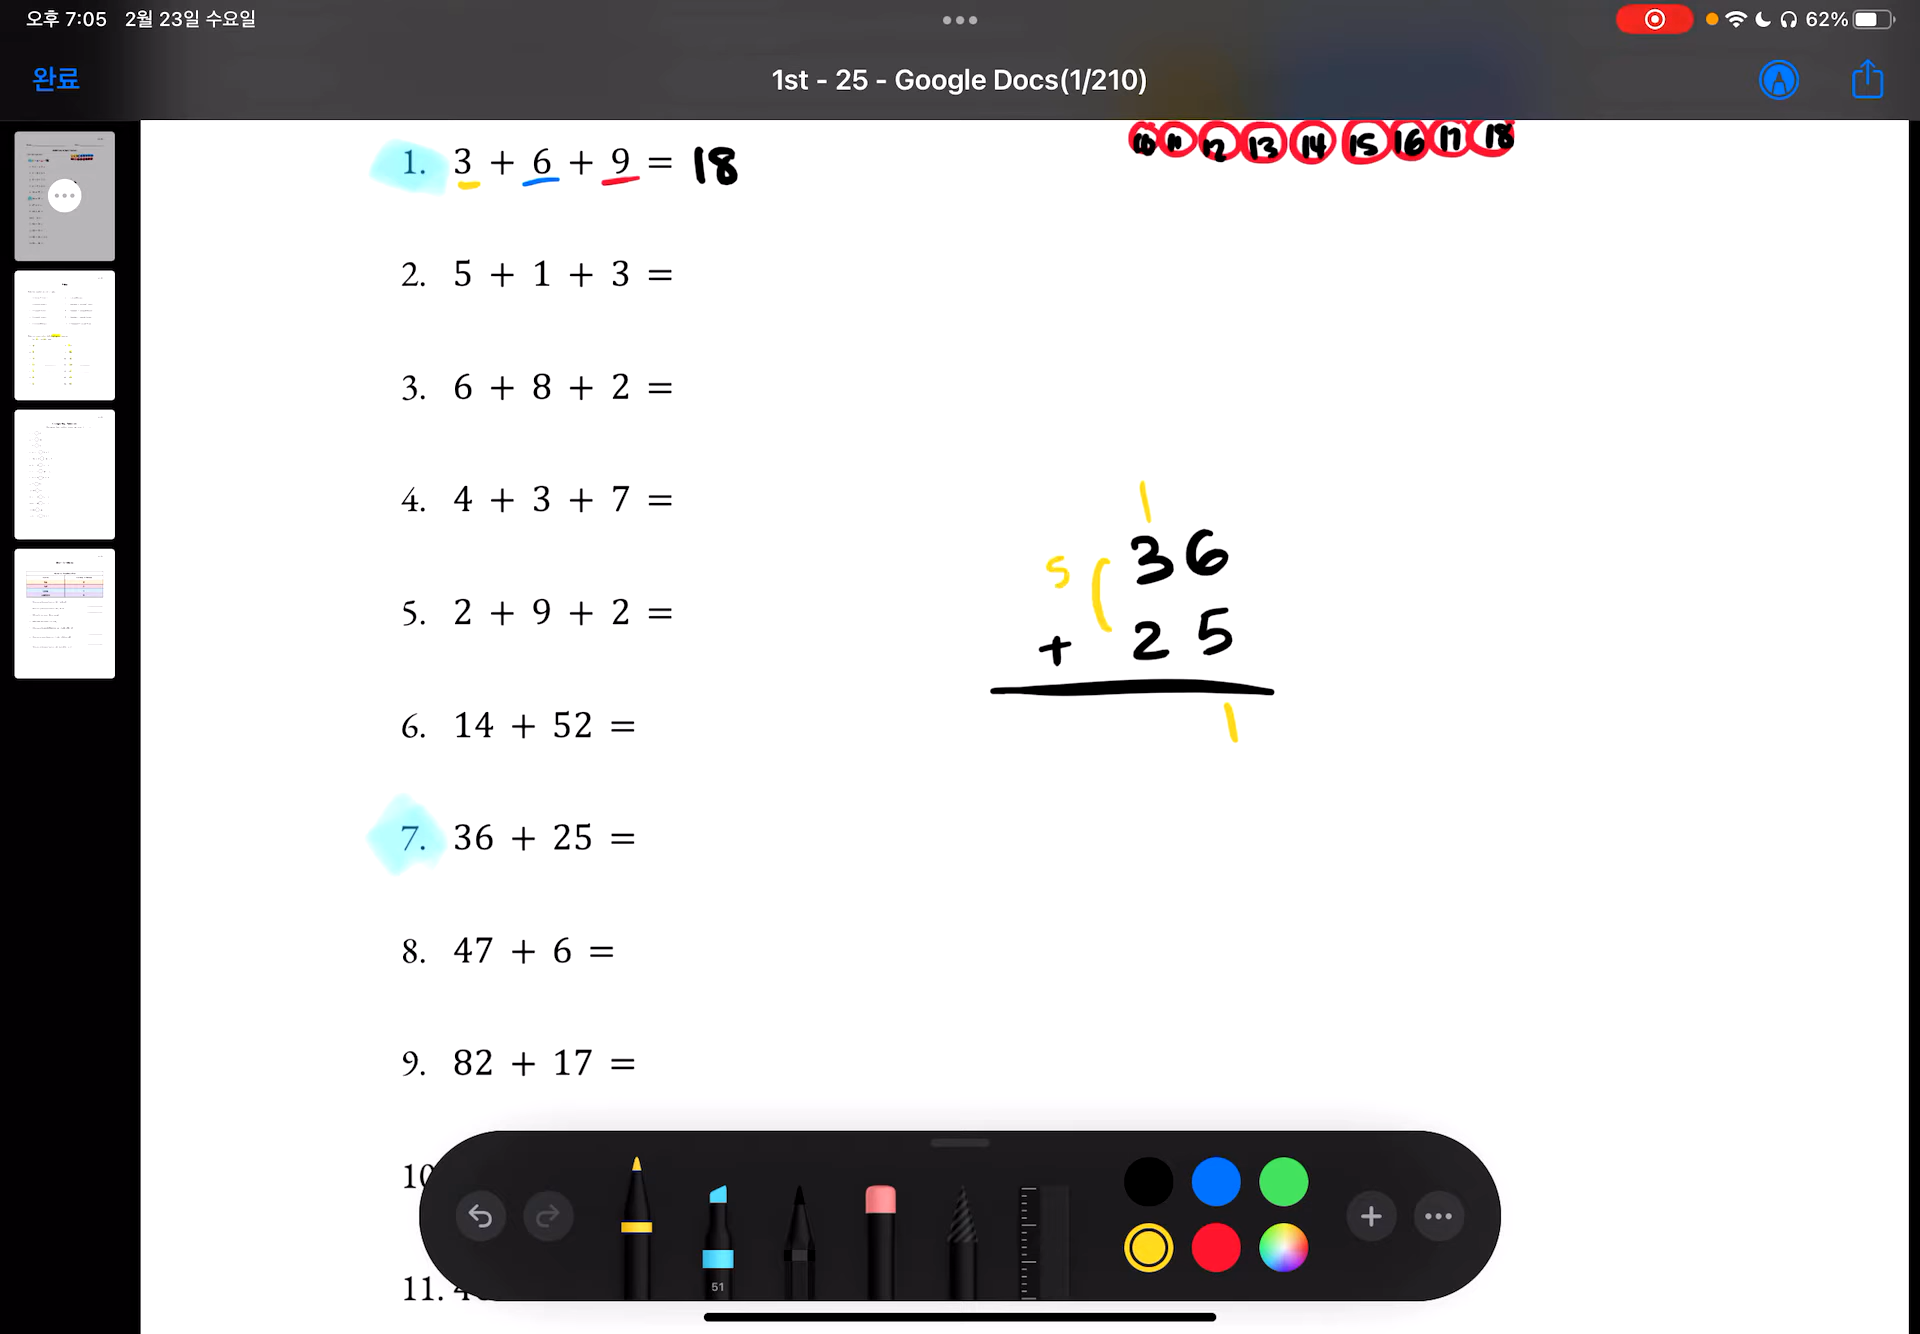 오후 7:05 2월 23일 수요일
62%
완료
1st - 25 - Google Docs(1/210)
10 11 12 13 14 15 16 17 18
1. 3 + 6 + 9 = 18
2. 5 + 1 + 3 =
3. 6 + 8 + 2 =
4. 4 + 3 + 7 =
5. 2 + 9 + 2 =
6. 14 + 52 =
7. 36 + 25 =
8. 47 + 6 =
9. 82 + 17 =
10
11. 4
1
5 ( 36
+ 25
1
51